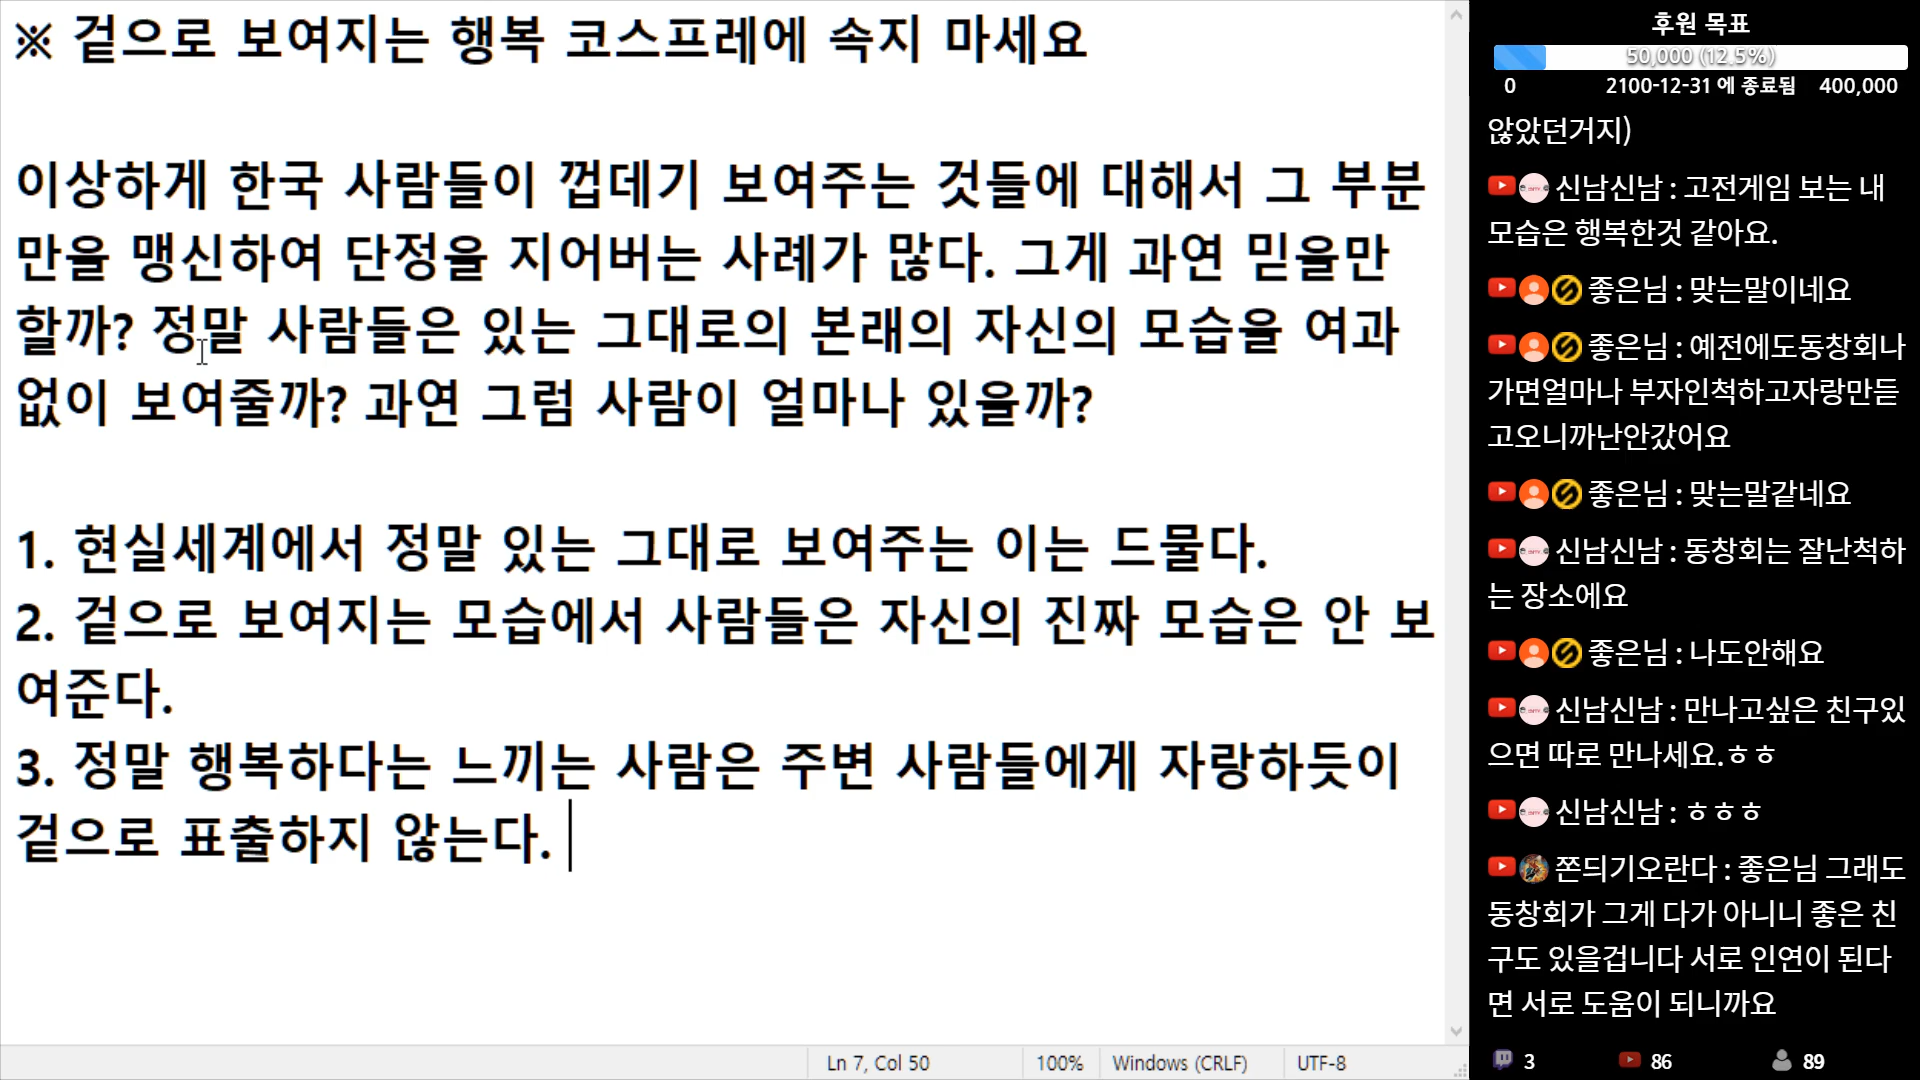 ※ 겉으로 보여지는 행복 코스프레에 속지 마세요
이상하게 한국 사람들이 껍데기 보여주는 것들에 대해서 그 부분
만을 맹신하여 단정을 지어버는 사례가 많다. 그게 과연 믿을만
할까? 정말 사람들은 있는 그대로의 본래의 자신의 모습을 여과
없이 보여줄까? 과연 그럼 사람이 얼마나 있을까?
1. 현실세계에서 정말 있는 그대로 보여주는 이는 드물다.
2. 겉으로 보여지는 모습에서 사람들은 자신의 진짜 모습은 안 보
여준다.
3. 정말 행복하다는 느끼는 사람은 주변 사람들에게 자랑하듯이
겉으로 표출하지 않는다.
Ln 7, Col 50
100%
Windows (CRLF)
UTF-8
후원 목표
50,000 (12.5%)
0 2100-12-31 에 종료됨 400,000
않았던거지)
신남신남 : 고전게임 보는 내
모습은 행복한것 같아요.
좋은님 : 맞는말이네요
좋은님 : 예전에도동창회나
가면얼마나 부자인척하고자랑만듣
고오니까난안갔어요
좋은님 : 맞는말같네요
신남신남 : 동창회는 잘난척하
는 장소에요
좋은님 : 나도안해요
신남신남 : 만나고싶은 친구있
으면 따로 만나세요.ㅎㅎ
신남신남 : ㅎㅎㅎ
쫀듸기오란다 : 좋은님 그래도
동창회가 그게 다가 아니니 좋은 친
구도 있을겁니다 서로 인연이 된다
면 서로 도움이 되니까요
3 86 89